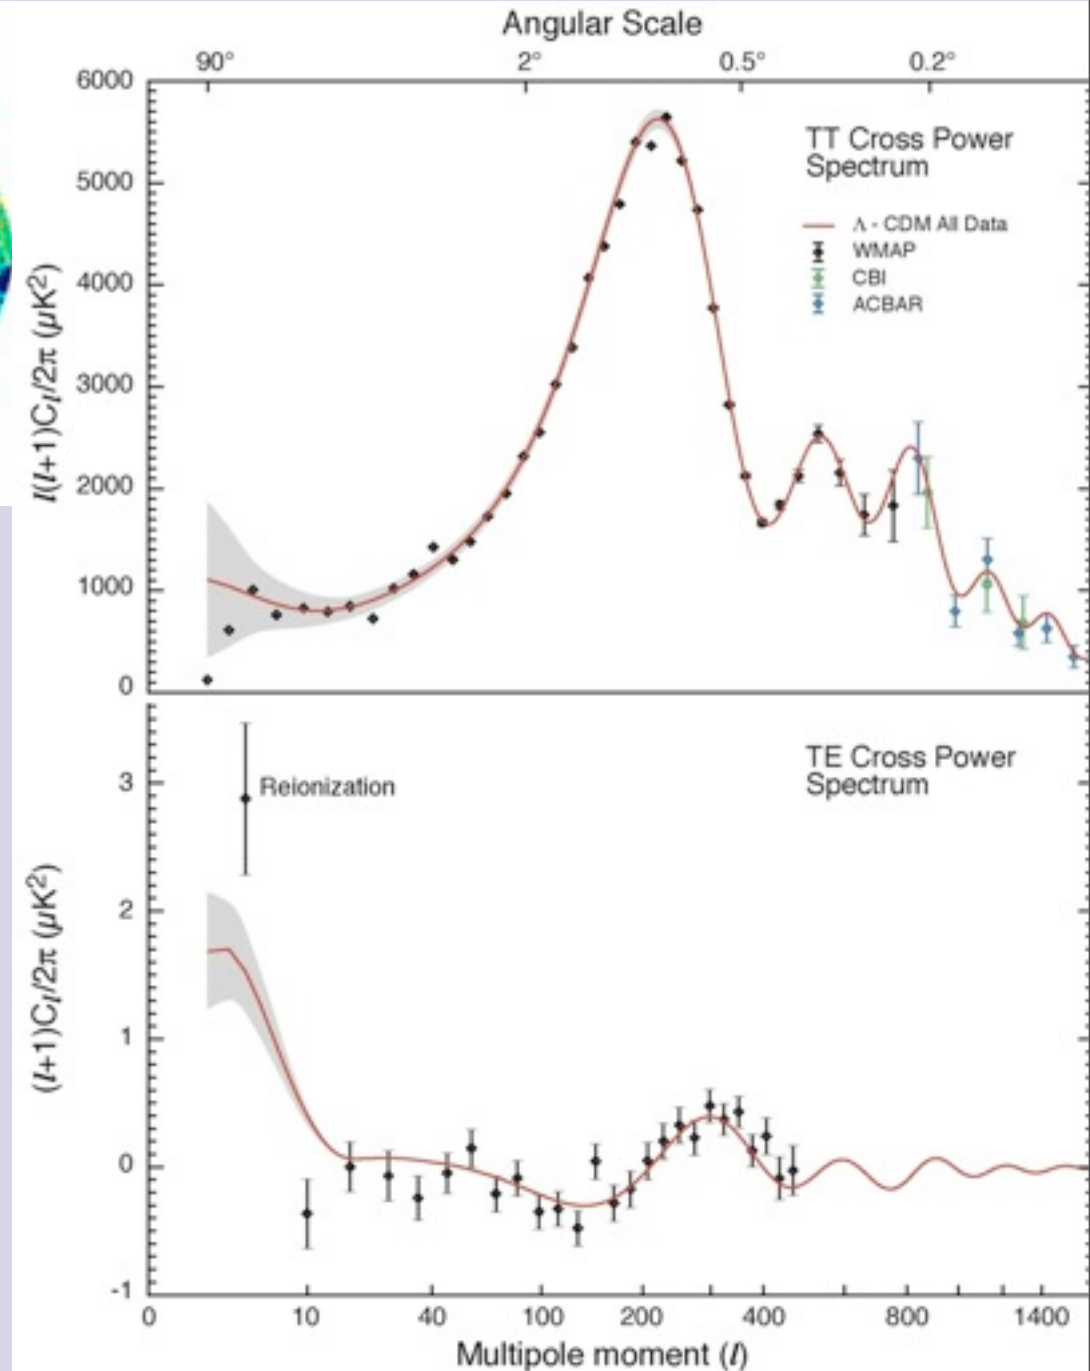 Angular Scale
90° 2° 0.5° 0.2°
6000
5000
4000
3000
2000
1000
0
l(l+1)Cl/2π (μK²)
TT Cross Power
Spectrum
Λ - CDM All Data
WMAP
CBI
ACBAR
TE Cross Power
Spectrum
Reionization
3
2
1
0
-1
(l+1)Cl/2π (μK²)
0 10 40 100 200 400 800 1400
Multipole moment (l)